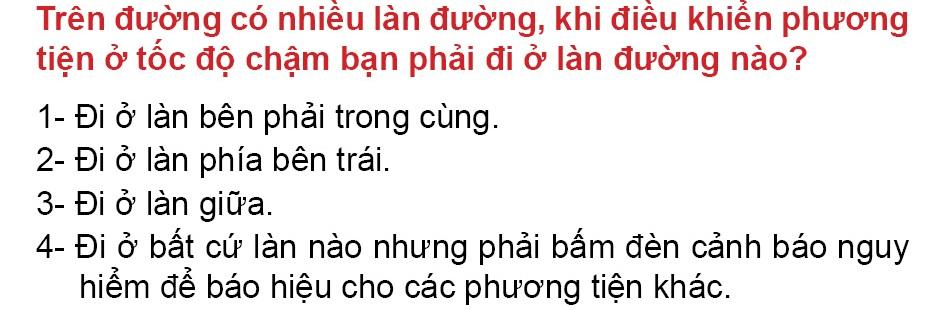 Trên đường có nhiều làn đường, khi điều khiển phương
tiện ở tốc độ chậm bạn phải đi ở làn đường nào?
1- Đi ở làn bên phải trong cùng.
2- Đi ở làn phía bên trái.
3- Đi ở làn giữa.
4- Đi ở bất cứ làn nào nhưng phải bấm đèn cảnh báo nguy
hiểm để báo hiệu cho các phương tiện khác.